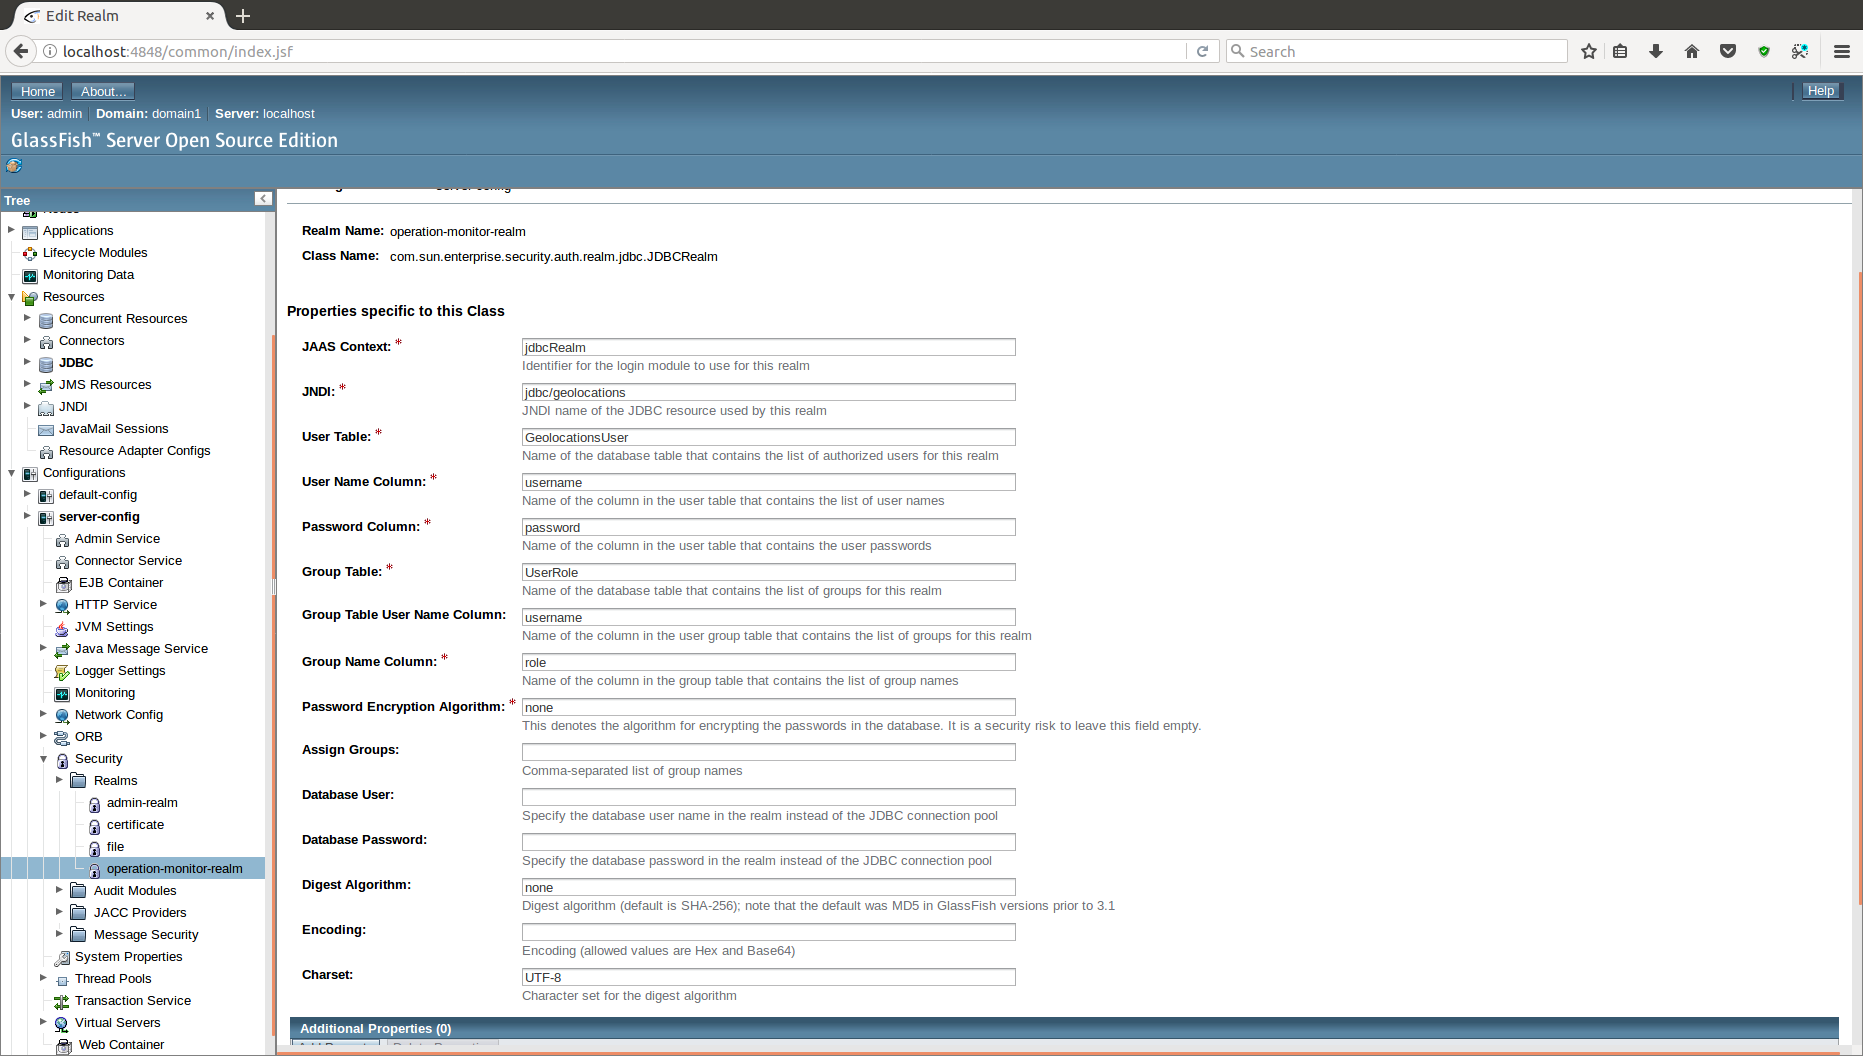 Edit Realm
localhost:4848/common/index.jsf
Search
Home
About...
Help
User: admin Domain: domain1 Server: localhost
GlassFish™ Server Open Source Edition
Tree
Applications
Lifecycle Modules
Monitoring Data
Resources
Concurrent Resources
Connectors
JDBC
JMS Resources
JNDI
JavaMail Sessions
Resource Adapter Configs
Configurations
default-config
server-config
Admin Service
Connector Service
EJB Container
HTTP Service
JVM Settings
Java Message Service
Logger Settings
Monitoring
Network Config
ORB
Security
Realms
admin-realm
certificate
file
operation-monitor-realm
Audit Modules
JACC Providers
Message Security
System Properties
Thread Pools
Transaction Service
Virtual Servers
Web Container
Realm Name: operation-monitor-realm
Class Name: com.sun.enterprise.security.auth.realm.jdbc.JDBCRealm
Properties specific to this Class
JAAS Context: * jdbcRealm
Identifier for the login module to use for this realm
JNDI: * jdbc/geolocations
JNDI name of the JDBC resource used by this realm
User Table: * GeolocationsUser
Name of the database table that contains the list of authorized users for this realm
User Name Column: * username
Name of the column in the user table that contains the list of user names
Password Column: * password
Name of the column in the user table that contains the user passwords
Group Table: * UserRole
Name of the database table that contains the list of groups for this realm
Group Table User Name Column: username
Name of the column in the user group table that contains the list of groups for this realm
Group Name Column: * role
Name of the column in the group table that contains the list of group names
Password Encryption Algorithm: * none
This denotes the algorithm for encrypting the passwords in the database. It is a security risk to leave this field empty.
Assign Groups:
Comma-separated list of group names
Database User:
Specify the database user name in the realm instead of the JDBC connection pool
Database Password:
Specify the database password in the realm instead of the JDBC connection pool
Digest Algorithm: none
Digest algorithm (default is SHA-256); note that the default was MD5 in GlassFish versions prior to 3.1
Encoding:
Encoding (allowed values are Hex and Base64)
Charset: UTF-8
Character set for the digest algorithm
Additional Properties (0)